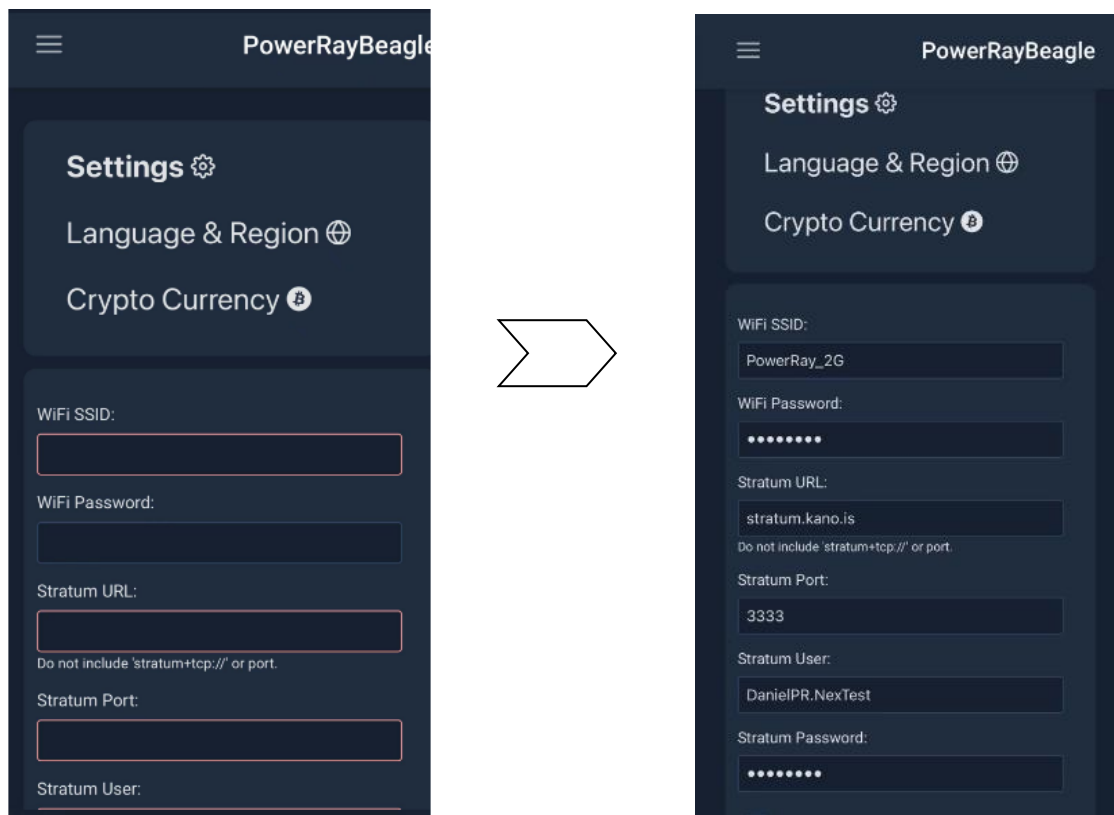 PowerRayBeagle
Settings
Language & Region
Crypto Currency
WiFi SSID:
WiFi Password:
Stratum URL:
Do not include 'stratum+tcp://' or port.
Stratum Port:
Stratum User:
PowerRayBeagle
Settings
Language & Region
Crypto Currency
WiFi SSID:
PowerRay_2G
WiFi Password:
••••••••
Stratum URL:
stratum.kano.is
Do not include 'stratum+tcp://' or port.
Stratum Port:
3333
Stratum User:
DanielPR.NexTest
Stratum Password:
••••••••